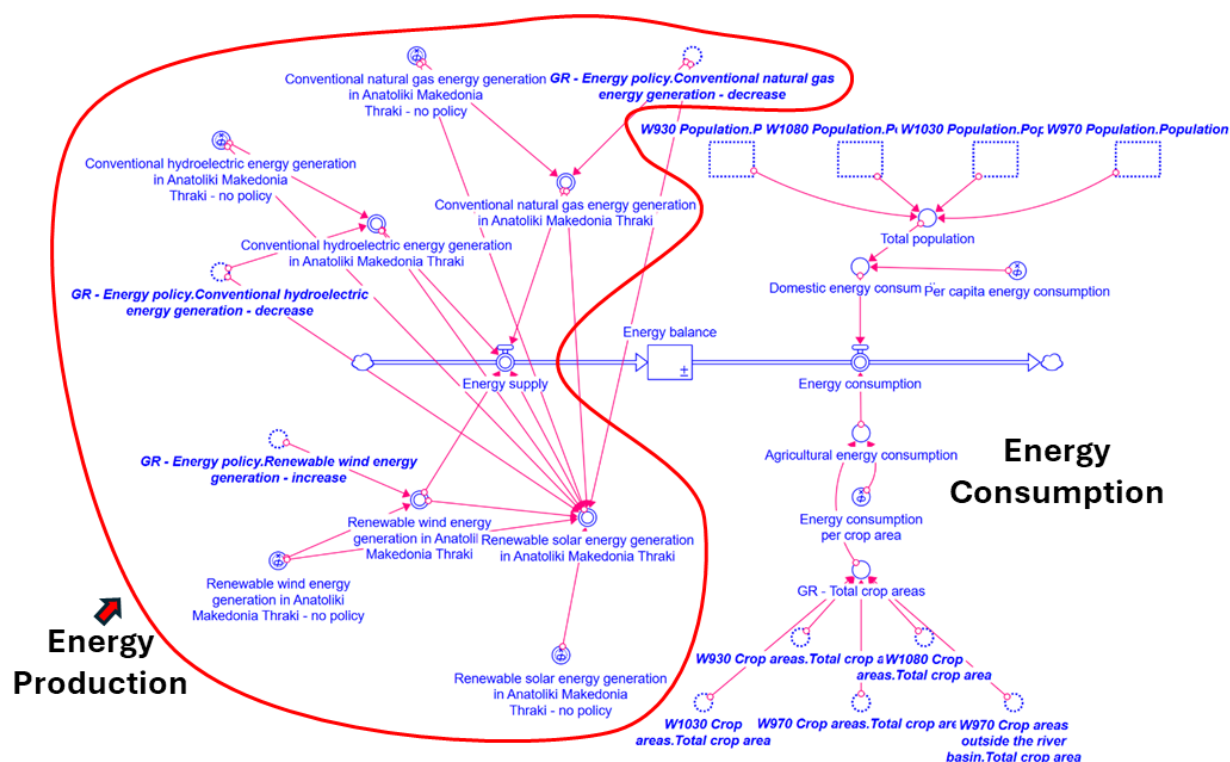 Conventional natural gas energy generation
in Anatoliki Makedonia
Thraki - no policy
GR - Energy policy.Conventional natural gas
energy generation - decrease
W930 Population.P
W1080 Population.P
W1030 Population.Pop
W970 Population.Population
Conventional hydroelectric energy generation
in Anatoliki Makedonia
Thraki - no policy
Conventional natural gas energy generation
in Anatoliki Makedonia Thraki
Total population
Conventional hydroelectric energy generation
in Anatoliki Makedonia Thraki
GR - Energy policy.Conventional hydroelectric
energy generation - decrease
Domestic energy consum
Per capita energy consumption
Energy balance
±
Energy supply
Energy consumption
GR - Energy policy.Renewable wind energy
generation - increase
Agricultural energy consumption
Energy
Consumption
Renewable wind energy
generation in Anatoli
Makedonia Thraki
Renewable solar energy generation
in Anatoliki Makedonia Thraki
Energy consumption
per crop area
Renewable wind energy
generation in Anatoliki
Makedonia Thraki - no policy
GR - Total crop areas
Energy
Production
Renewable solar energy generation
in Anatoliki Makedonia
Thraki - no policy
W930 Crop areas.Total crop a
W1080 Crop
areas.Total crop area
W1030 Crop
areas.Total crop area
W970 Crop areas.Total crop are
W970 Crop areas
outside the river
basin.Total crop area